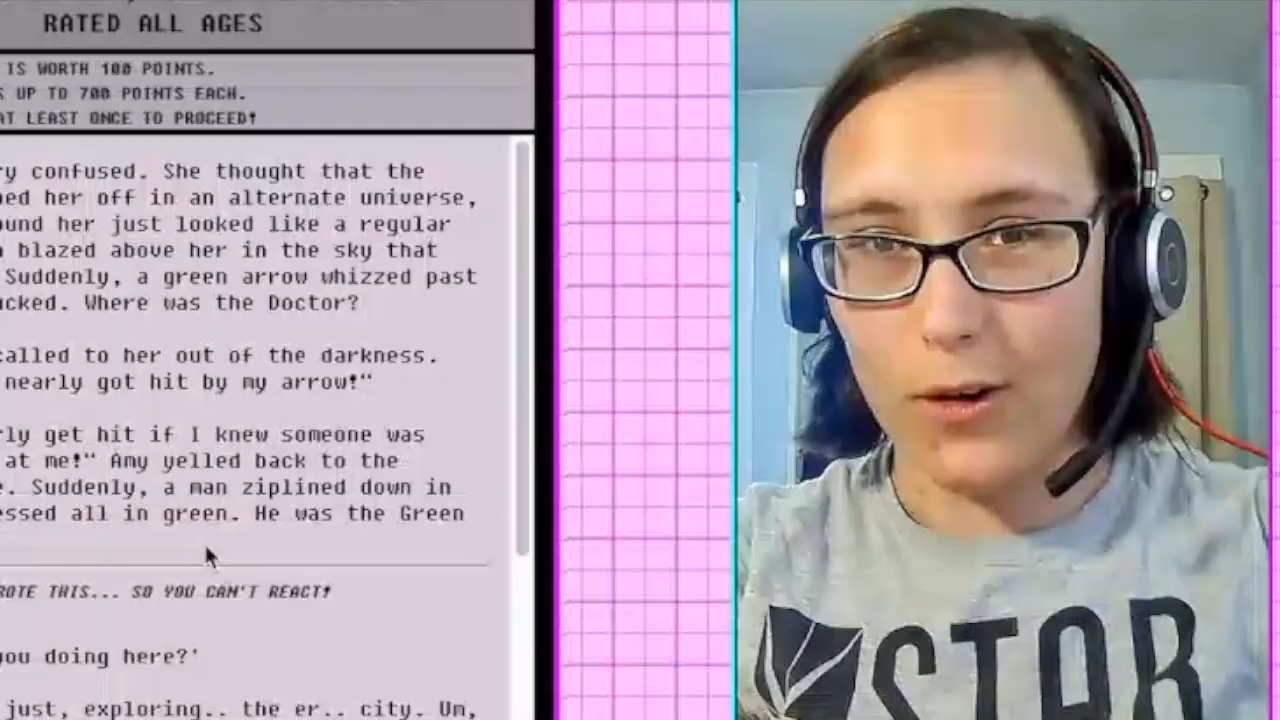 RATED ALL AGES
IS WORTH 100 POINTS.
UP TO 700 POINTS EACH.
AT LEAST ONCE TO PROCEED!
ry confused. She thought that the
ped her off in an alternate universe,
ound her just looked like a regular
blazed above her in the sky that
Suddenly, a green arrow whizzed past
ucked. Where was the Doctor?
called to her out of the darkness.
nearly got hit by my arrow!"
rly get hit if I knew someone was
at me!" Amy yelled back to the
e. Suddenly, a man ziplined down in
essed all in green. He was the Green
ROTE THIS... SO YOU CAN'T REACT!
you doing here?'
just, exploring.. the er.. city. Um,
STAR